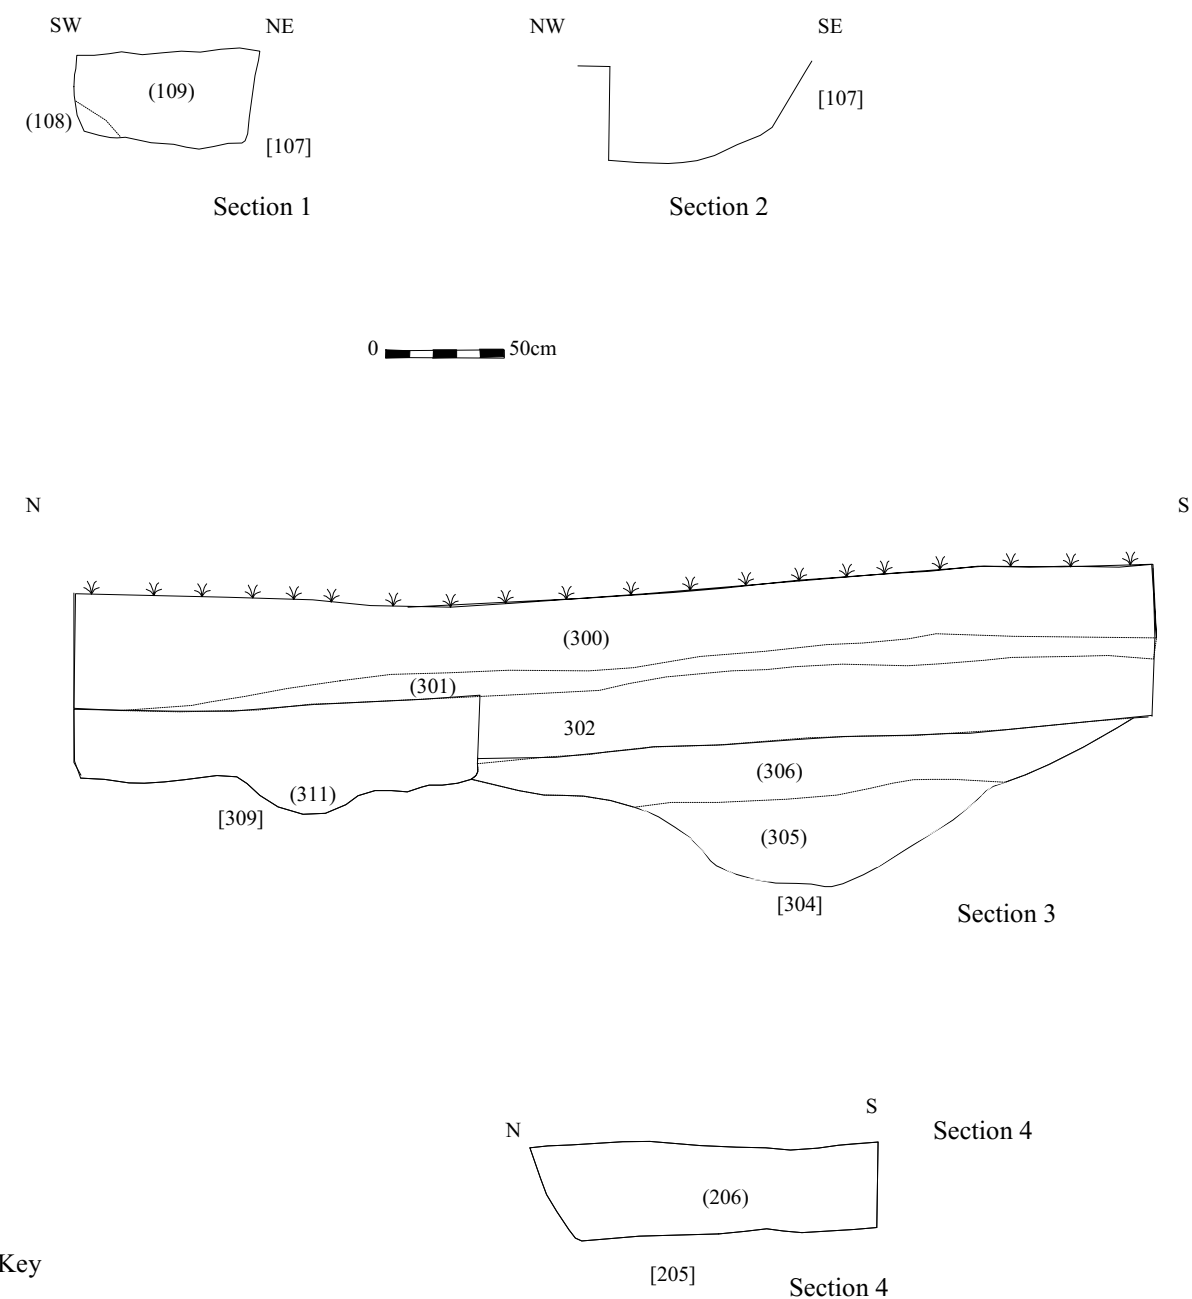 SW NE NW SE
(109)
(108)
[107]
Section 1
[107]
Section 2
0 50cm
N S
(300)
(301)
302
(306)
(311)
[309]
(305)
[304]
Section 3
N S
Section 4
(206)
Key
[205]
Section 4